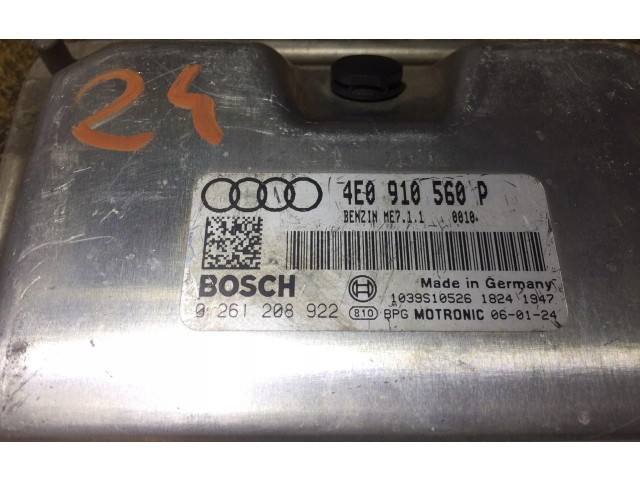 24
4E0 910 560 P
BENZIN ME7.1.1 0010
BOSCH
Made in Germany
1039S10526 1824 1947
0 261 208 922 810 BPG MOTRONIC 06-01-24